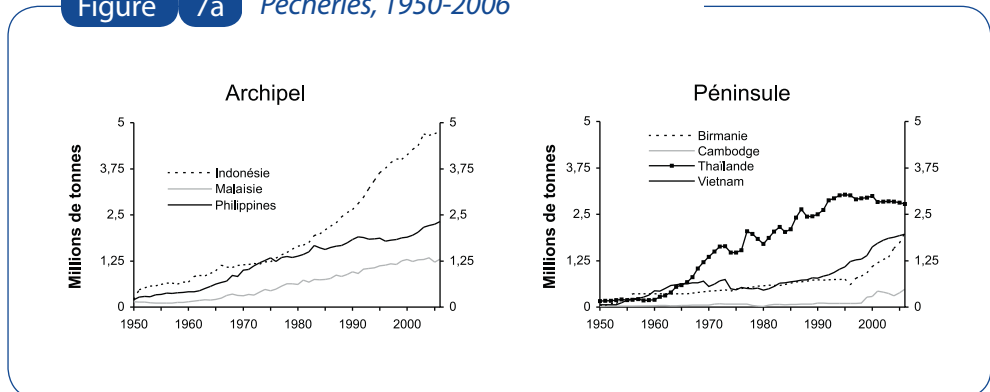 Figure 7a Pêcheries, 1950-2006
Archipel
Millions de tonnes
5
3,75
2,5
1,25
0
Indonésie
Malaisie
Philippines
5
3,75
2,5
1,25
0
1950 1960 1970 1980 1990 2000
Péninsule
Millions de tonnes
5
3,75
2,5
1,25
0
Birmanie
Cambodge
Thaïlande
Vietnam
5
3,75
2,5
1,25
0
1950 1960 1970 1980 1990 2000